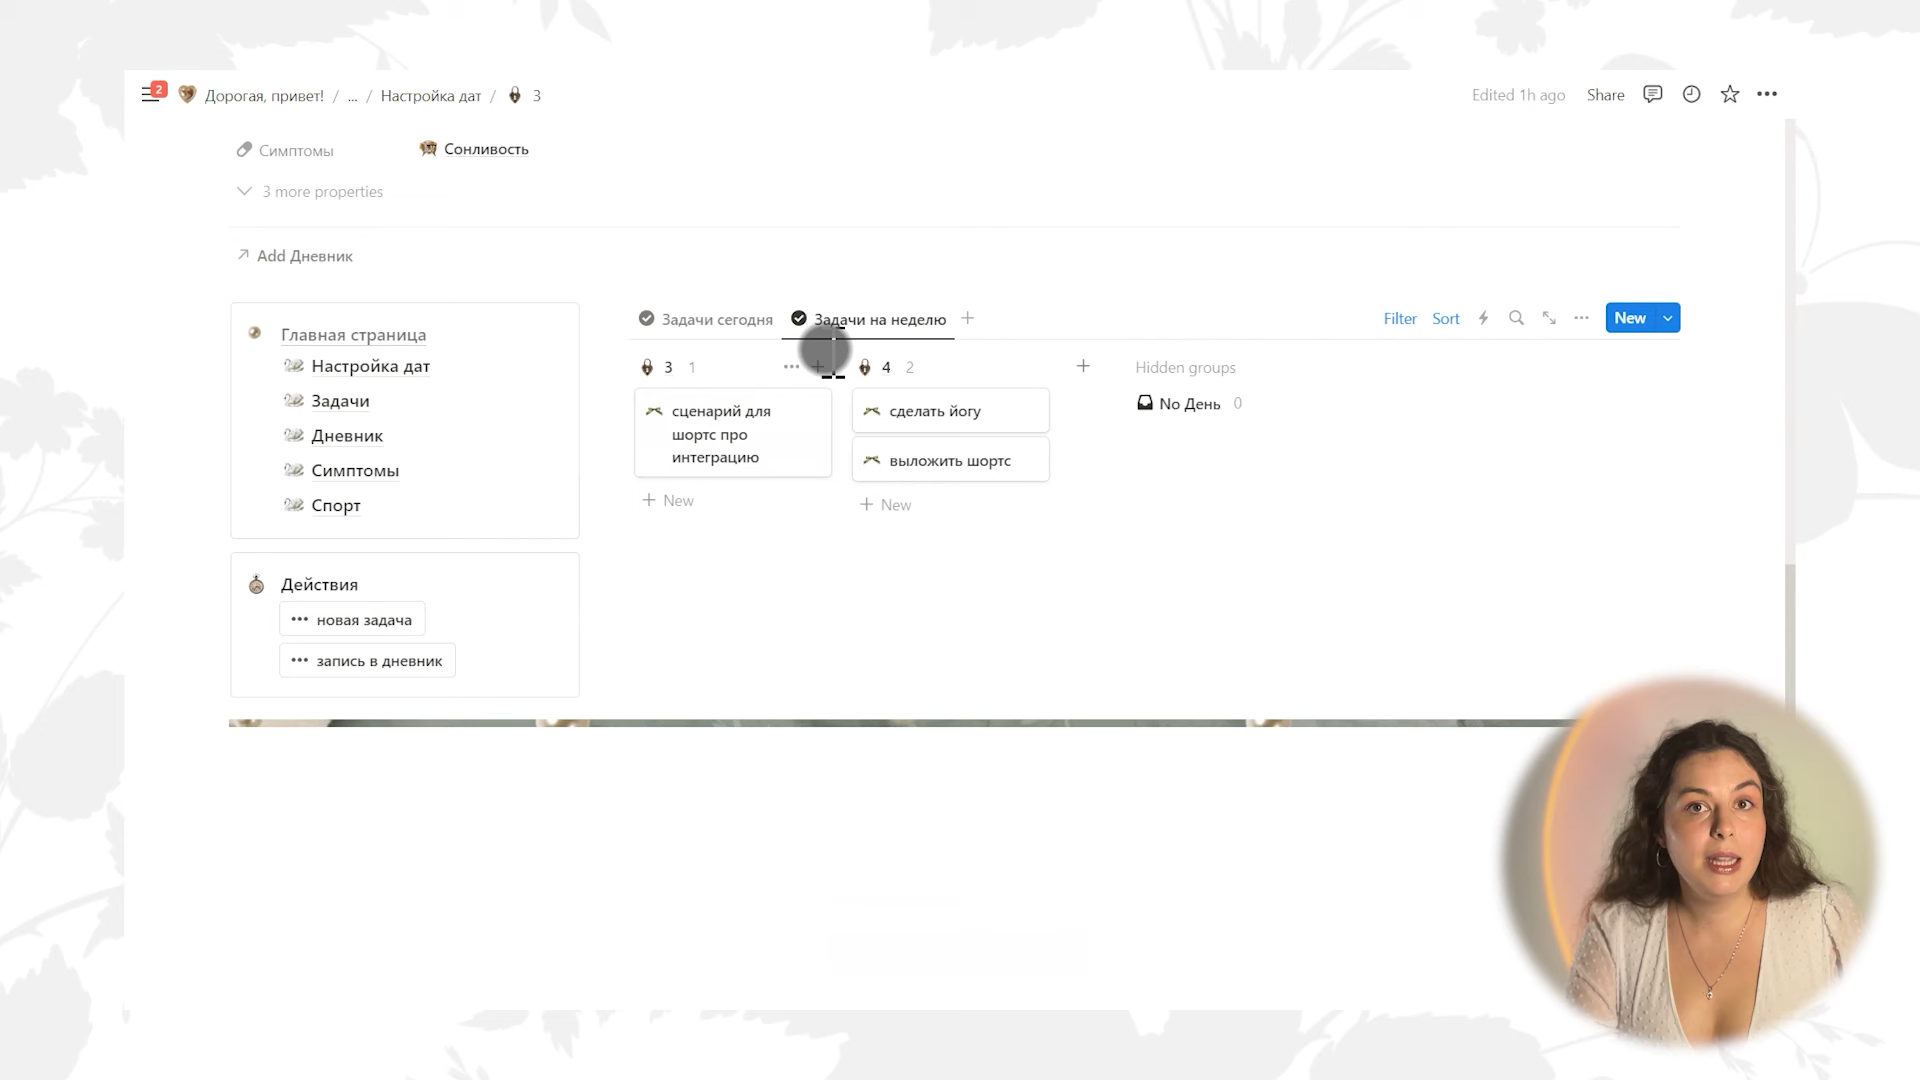 2
Дорогая, привет! / ... / Настройка дат / 3
Edited 1h ago Share
Симптомы Сонливость
3 more properties
Add Дневник
Главная страница
Настройка дат
Задачи
Дневник
Симптомы
Спорт
Действия
новая задача
запись в дневник
Задачи сегодня Задачи на неделю
Filter Sort New
3 1
сценарий для
шортс про
интеграцию
New
4 2
сделать йогу
выложить шортс
New
Hidden groups
No День 0